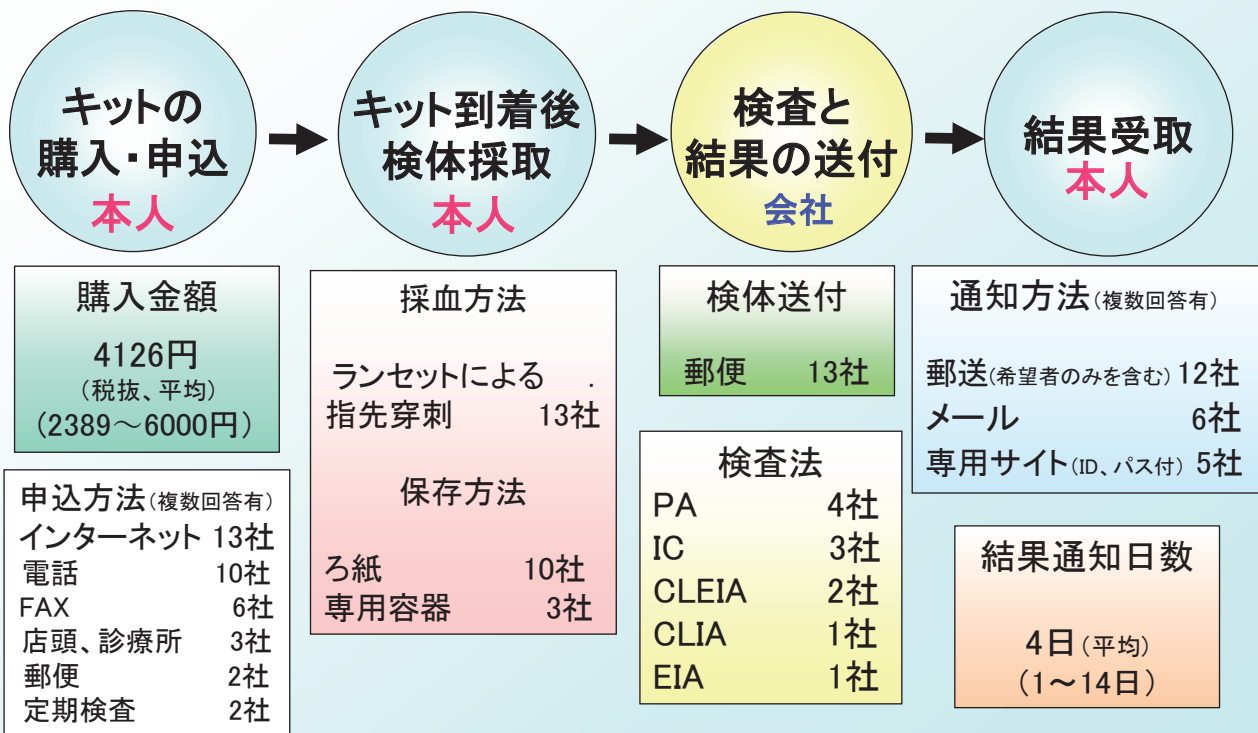 キットの
購入・申込
本人
キット到着後
検体採取
本人
検査と
結果の送付
会社
結果受取
本人
購入金額
4126円
(税抜、平均)
(2389～6000円)
申込方法(複数回答有)
インターネット 13社
電話 10社
FAX 6社
店頭、診療所 3社
郵便 2社
定期検査 2社
採血方法
ランセットによる .
指先穿刺 13社
保存方法
ろ紙 10社
専用容器 3社
検体送付
郵便 13社
検査法
PA 4社
IC 3社
CLEIA 2社
CLIA 1社
EIA 1社
通知方法(複数回答有)
郵送(希望者のみを含む) 12社
メール 6社
専用サイト(ID、パス付) 5社
結果通知日数
4日(平均)
(1～14日)